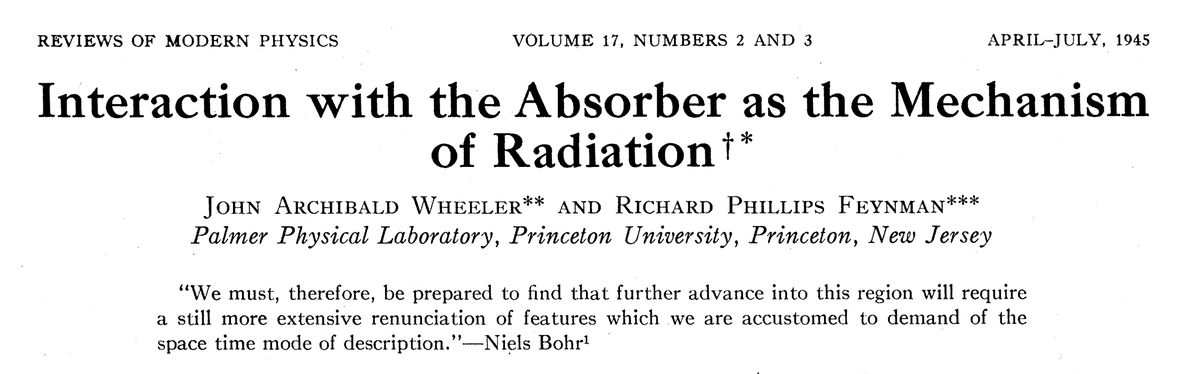 REVIEWS OF MODERN PHYSICS VOLUME 17, NUMBERS 2 AND 3 APRIL–JULY, 1945
Interaction with the Absorber as the Mechanism
of Radiation†*
JOHN ARCHIBALD WHEELER** AND RICHARD PHILLIPS FEYNMAN***
Palmer Physical Laboratory, Princeton University, Princeton, New Jersey
“We must, therefore, be prepared to find that further advance into this region will require
a still more extensive renunciation of features which we are accustomed to demand of the
space time mode of description.”—Niels Bohr¹